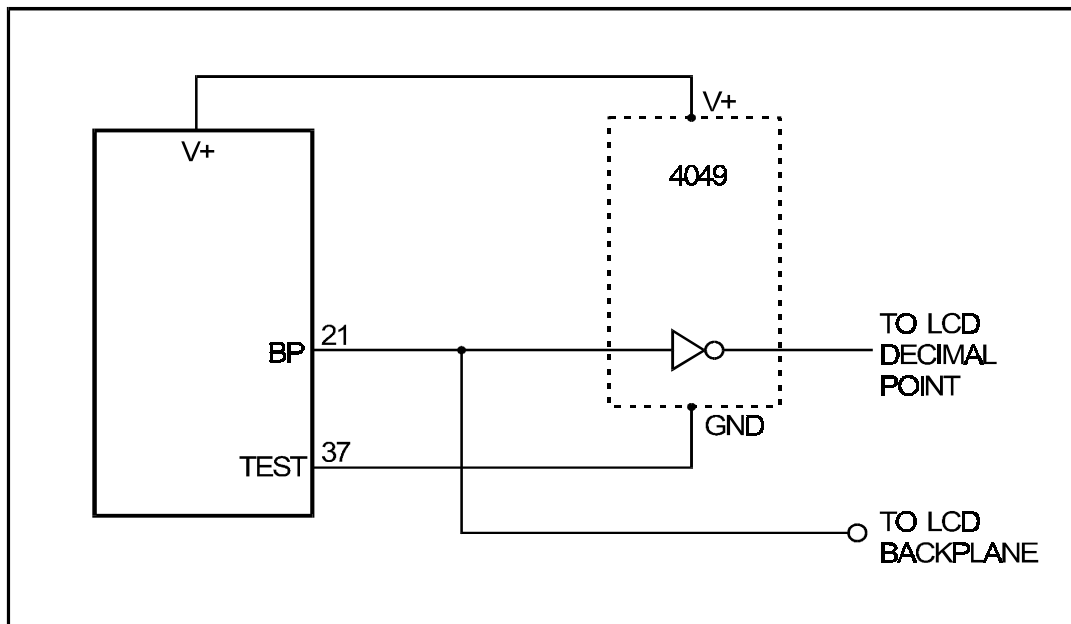 V+
V+
4049
BP
21
TO LCD
DECIMAL
POINT
GND
TEST
37
TO LCD
BACKPLANE